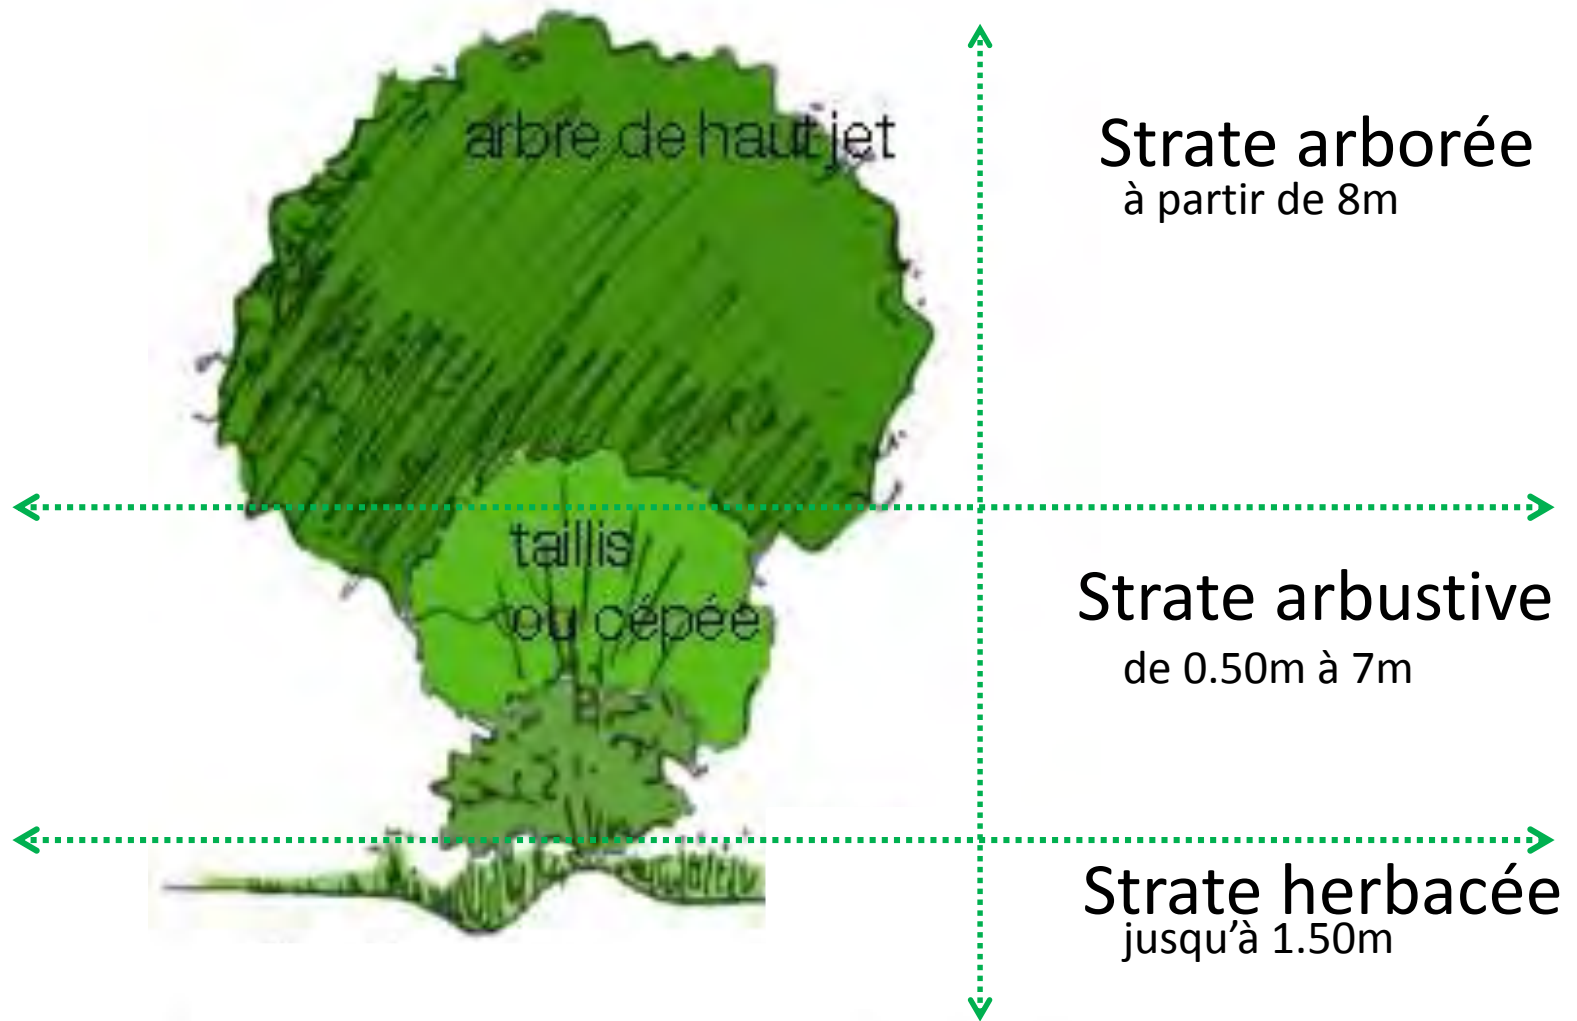 arbre de haut jet
Strate arborée
à partir de 8m
taillis
ou cépée
Strate arbustive
de 0.50m à 7m
Strate herbacée
jusqu’à 1.50m